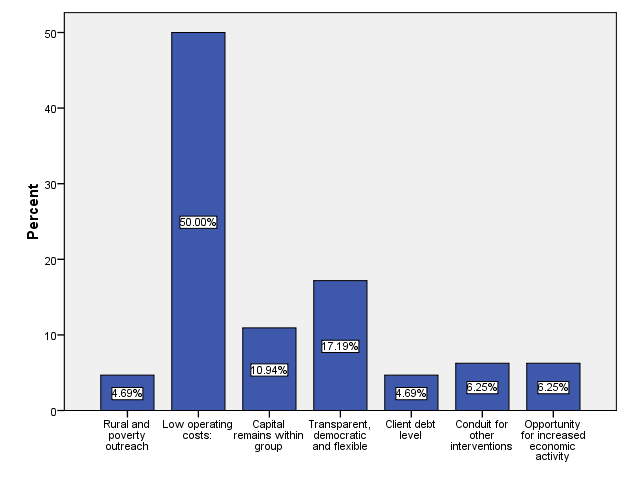 Percent
50
40
30
20
10
0
50.00%
17.19%
10.94%
4.69%
4.69%
6.25%
6.25%
Rural and
poverty
outreach
Low operating
costs:
Capital
remains within
group
Transparent,
democratic
and flexible
Client debt
level
Conduit for
other
interventions
Opportunity
for increased
economic
activity